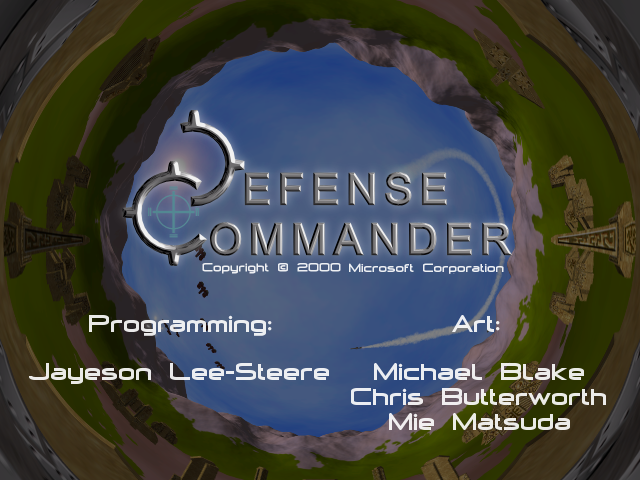 DEFENSE
COMMANDER
Copyright © 2000 Microsoft Corporation
Programming:
Jayeson Lee-Steere
Art:
Michael Blake
Chris Butterworth
Mie Matsuda